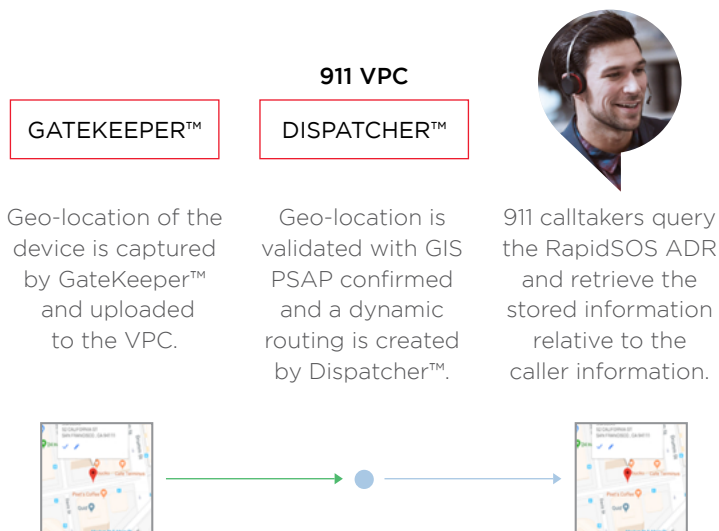 911 VPC
GATEKEEPER™
DISPATCHER™
Geo-location of the
device is captured
by GateKeeper™
and uploaded
to the VPC.
Geo-location is
validated with GIS
PSAP confirmed
and a dynamic
routing is created
by Dispatcher™.
911 calltakers query
the RapidSOS ADR
and retrieve the
stored information
relative to the
caller information.